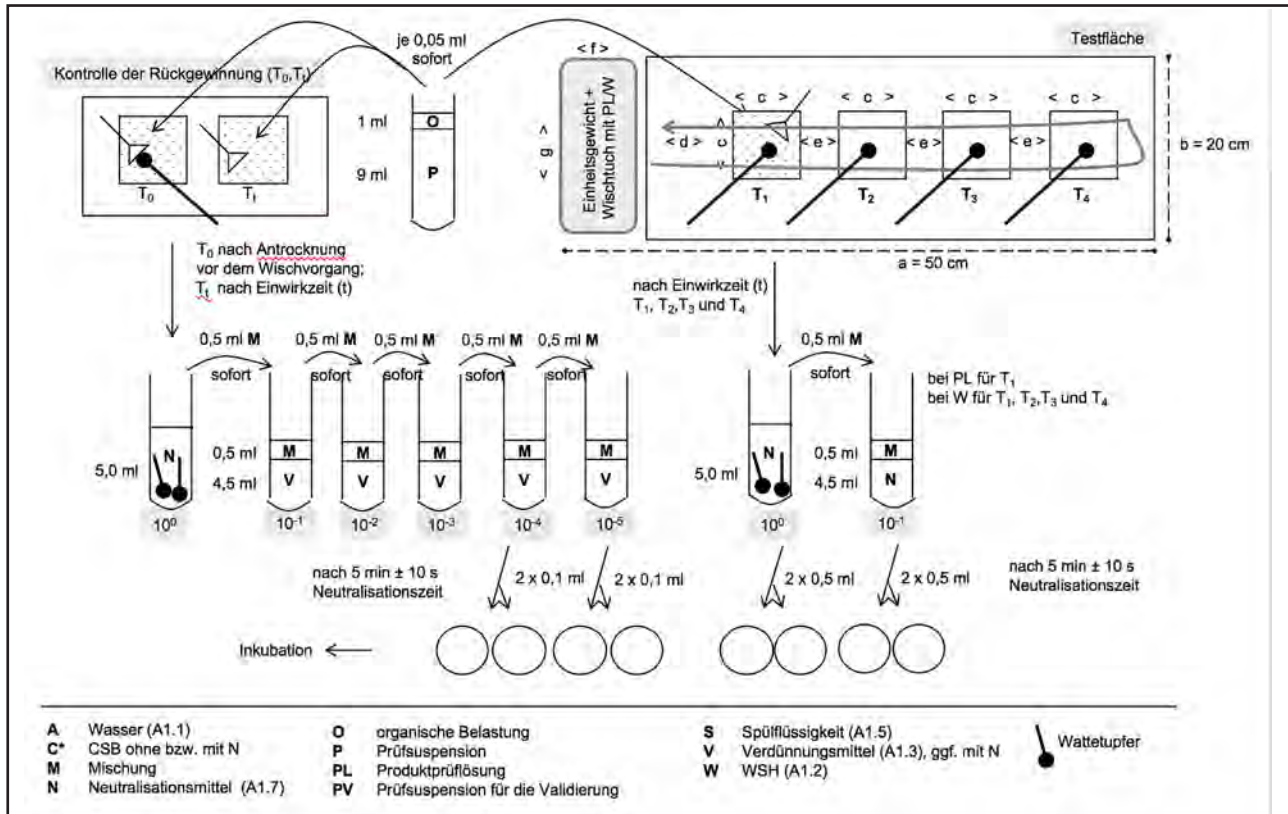 je 0,05 ml
sofort
Kontrolle der Rückgewinnung (T0,Tt)
T0
Tt
1 ml
9 ml
O
P
< f >
< g >
Einheitsgewicht +
Wischtuch mit PL/W
Testfläche
< c > < c > < c > < c >
< d > < c > < e > < e > < e >
T1 T2 T3 T4
b = 20 cm
a = 50 cm
T0 nach Antrocknung
vor dem Wischvorgang;
Tt nach Einwirkzeit (t)
nach Einwirkzeit (t)
T1, T2,T3 und T4
0,5 ml M 0,5 ml M 0,5 ml M 0,5 ml M 0,5 ml M
sofort sofort sofort sofort sofort
0,5 ml M
sofort
bei PL für T1
bei W für T1, T2,T3 und T4
5,0 ml N
0,5 ml M M M M M
4,5 ml V V V V V
10⁰ 10⁻¹ 10⁻² 10⁻³ 10⁻⁴ 10⁻⁵
5,0 ml N
0,5 ml M
4,5 ml N
10⁰ 10⁻¹
nach 5 min ± 10 s
Neutralisationszeit
2 x 0,1 ml 2 x 0,1 ml
2 x 0,5 ml 2 x 0,5 ml
nach 5 min ± 10 s
Neutralisationszeit
Inkubation
A Wasser (A1.1)
C* CSB ohne bzw. mit N
M Mischung
N Neutralisationsmittel (A1.7)
O organische Belastung
P Prüfsuspension
PL Produktprüflösung
PV Prüfsuspension für die Validierung
S Spülflüssigkeit (A1.5)
V Verdünnungsmittel (A1.3), ggf. mit N
W WSH (A1.2)
Wattetupfer